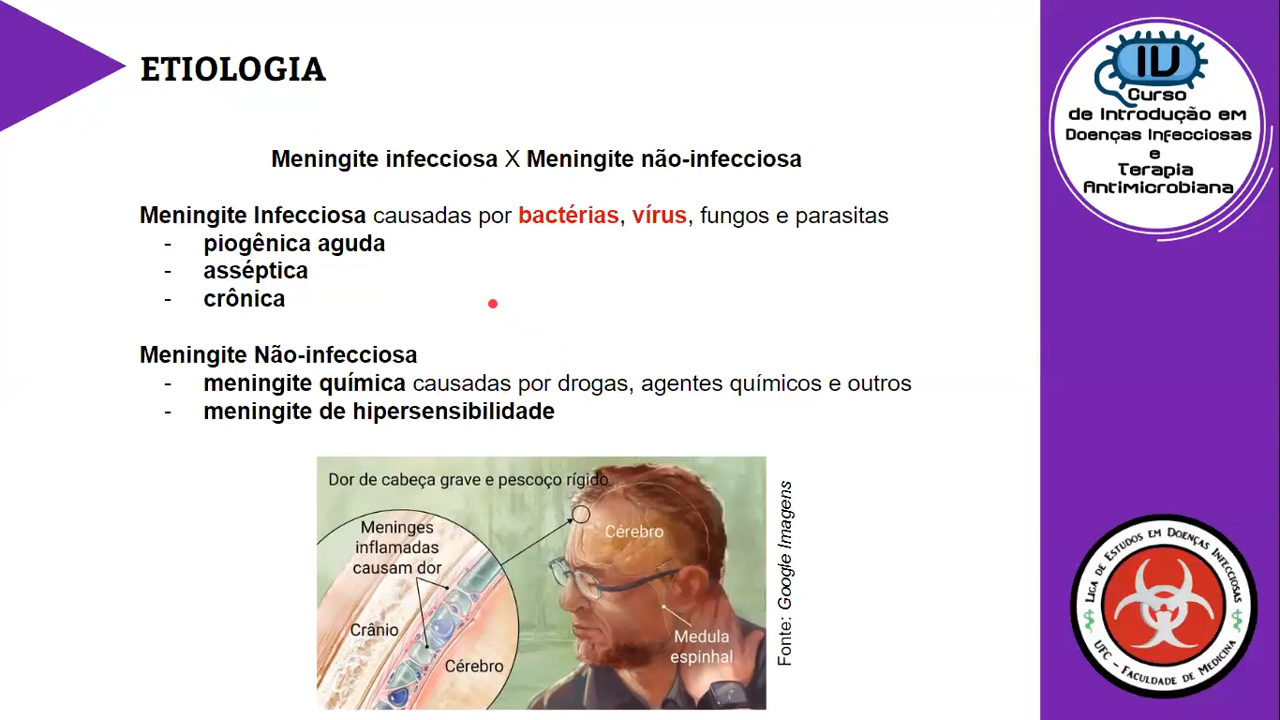 ETIOLOGIA
Meningite infecciosa X Meningite não-infecciosa
Meningite Infecciosa causadas por bactérias, vírus, fungos e parasitas
- piogênica aguda
- asséptica
- crônica
Meningite Não-infecciosa
- meningite química causadas por drogas, agentes químicos e outros
- meningite de hipersensibilidade
Dor de cabeça grave e pescoço rígido
Meninges
inflamadas
causam dor
Crânio
Cérebro
Cérebro
Medula
espinhal
Fonte: Google Imagens
IV
Curso
de Introdução em
Doenças Infecciosas
e
Terapia
Antimicrobiana
LIGA DE ESTUDOS EM DOENÇAS INFECCIOSAS
UFC - FACULDADE DE MEDICINA